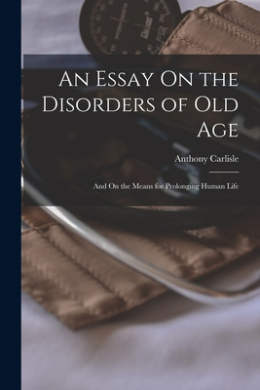 An Essay On the
Disorders of Old
Age
Anthony Carlisle
And On the Means for Prolonging Human
Life